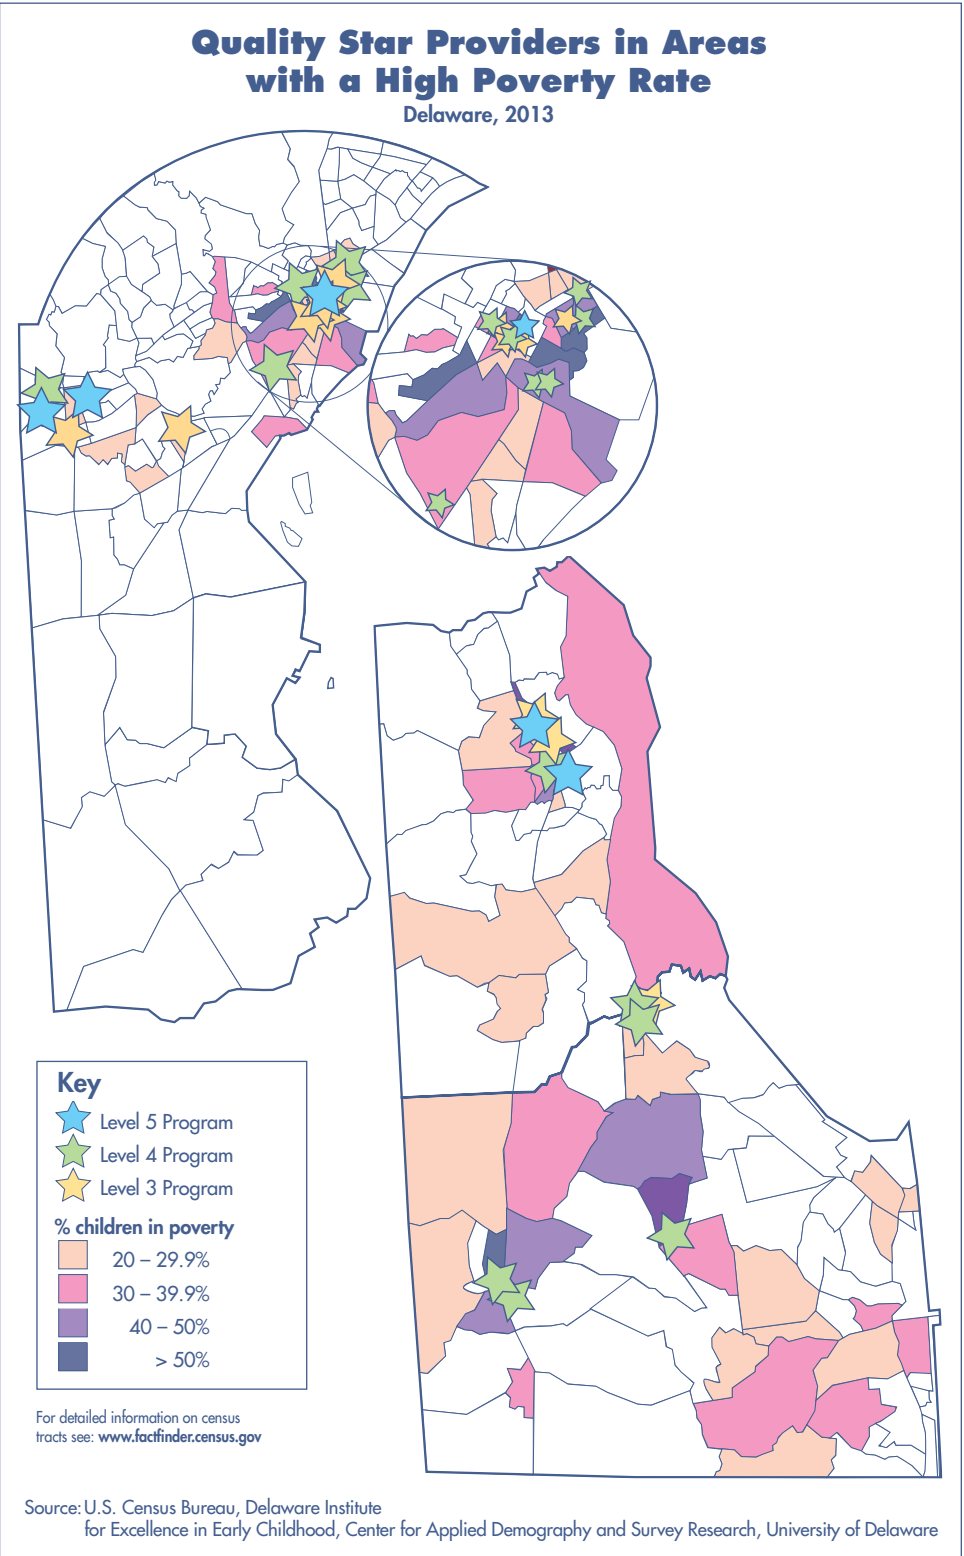 Quality Star Providers in Areas
with a High Poverty Rate
Delaware, 2013
Key
Level 5 Program
Level 4 Program
Level 3 Program
% children in poverty
20 – 29.9%
30 – 39.9%
40 – 50%
> 50%
For detailed information on census
tracts see: www.factfinder.census.gov
Source: U.S. Census Bureau, Delaware Institute
for Excellence in Early Childhood, Center for Applied Demography and Survey Research, University of Delaware